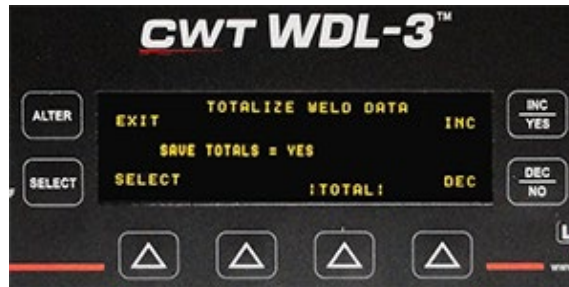 CWT WDL-3™
ALTER
EXIT
TOTALIZE WELD DATA
INC
INC
YES
SAVE TOTALS = YES
SELECT
SELECT
¦TOTAL¦
DEC
DEC
NO